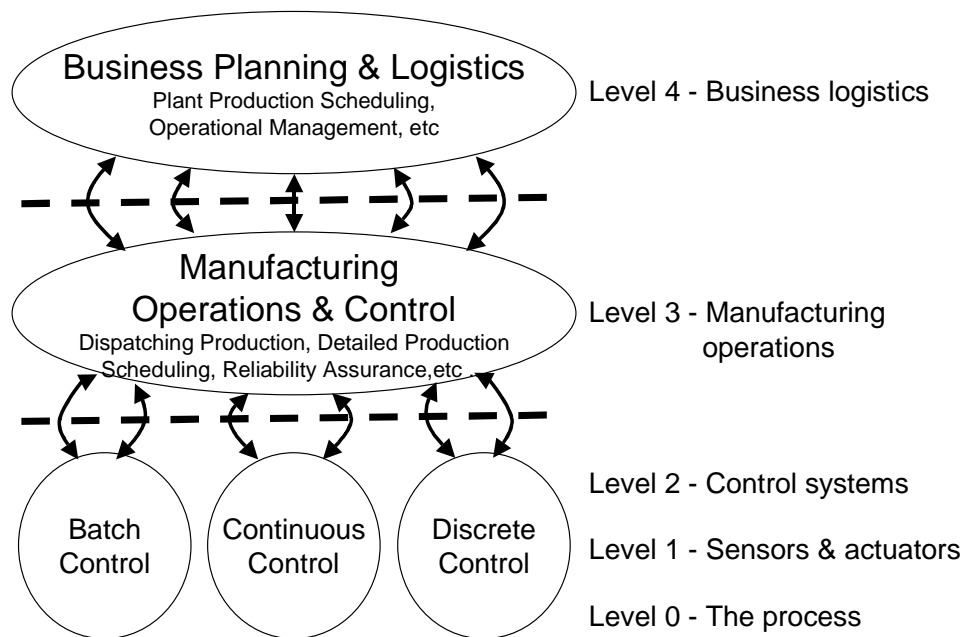 Business Planning & Logistics
Plant Production Scheduling,
Operational Management, etc
Level 4 - Business logistics
Manufacturing
Operations & Control
Dispatching Production, Detailed Production
Scheduling, Reliability Assurance,etc ..
Level 3 - Manufacturing
operations
Batch
Control
Continuous
Control
Discrete
Control
Level 2 - Control systems
Level 1 - Sensors & actuators
Level 0 - The process